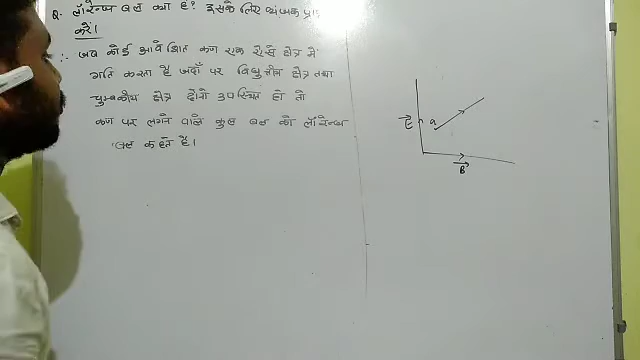 Q. लॉरेन्ज बल क्या है? इसके लिए व्यंजक प्रा
करें।
∴ जब कोई आवेशित कण एक ऐसे क्षेत्र में
गति करता है जहाँ पर विधुतीय क्षेत्र तथा
चुम्बकीय क्षेत्र दोनो उपस्थित हो तो
कण पर लगने वाले कुल बल को लॉरेन्ज
बल कहते है।
E
a
B